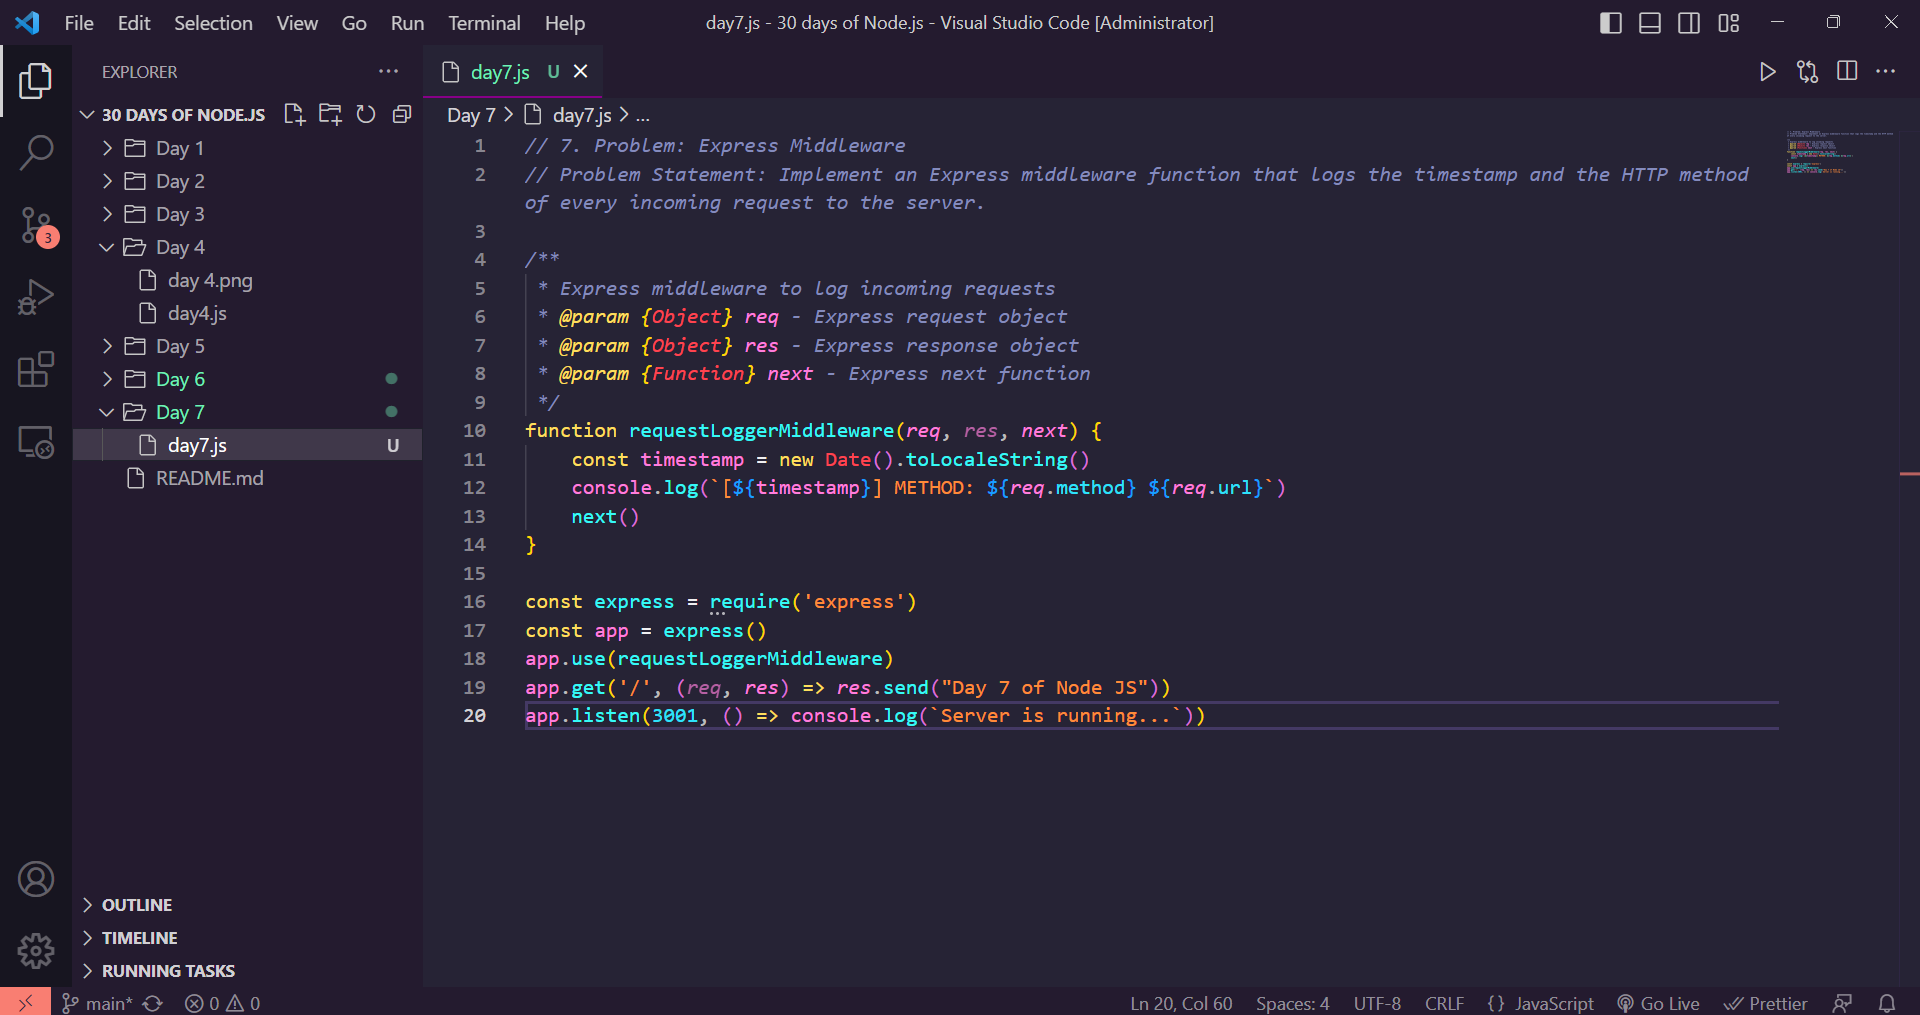 File Edit Selection View Go Run Terminal Help
day7.js - 30 days of Node.js - Visual Studio Code [Administrator]
EXPLORER
30 DAYS OF NODE.JS
Day 1
Day 2
Day 3
Day 4
day 4.png
day4.js
Day 5
Day 6
Day 7
day7.js U
README.md
OUTLINE
TIMELINE
RUNNING TASKS
3
day7.js U
Day 7 > day7.js > ...
1 // 7. Problem: Express Middleware
2 // Problem Statement: Implement an Express middleware function that logs the timestamp and the HTTP method
of every incoming request to the server.
3
4 /**
5 * Express middleware to log incoming requests
6 * @param {Object} req - Express request object
7 * @param {Object} res - Express response object
8 * @param {Function} next - Express next function
9 */
10 function requestLoggerMiddleware(req, res, next) {
11 const timestamp = new Date().toLocaleString()
12 console.log(`[${timestamp}] METHOD: ${req.method} ${req.url}`)
13 next()
14 }
15
16 const express = require('express')
17 const app = express()
18 app.use(requestLoggerMiddleware)
19 app.get('/', (req, res) => res.send("Day 7 of Node JS"))
20 app.listen(3001, () => console.log(`Server is running...`))
main* 0 0
Ln 20, Col 60 Spaces: 4 UTF-8 CRLF {} JavaScript Go Live Prettier